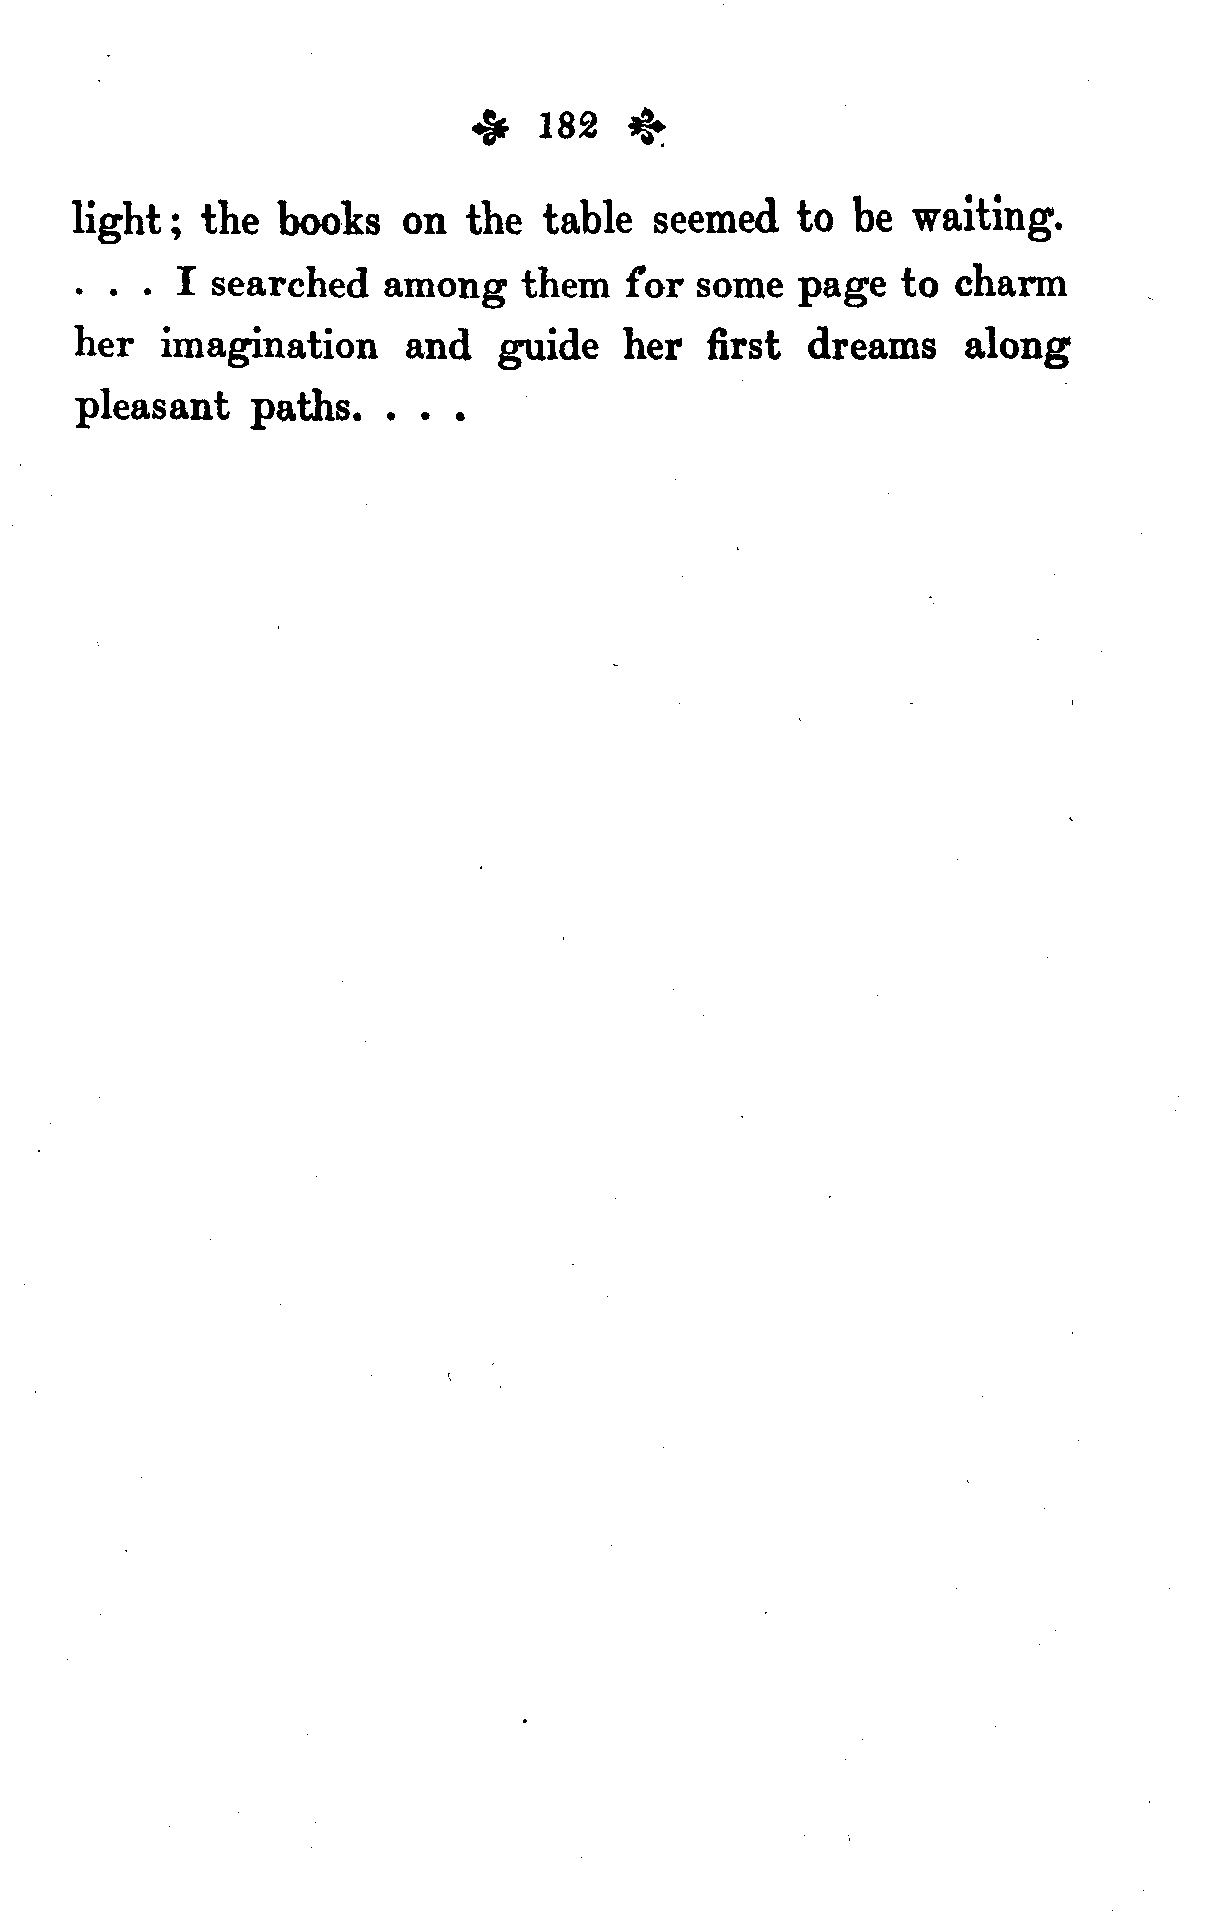 182
light; the books on the table seemed to be waiting.
. . . I searched among them for some page to charm
her imagination and guide her first dreams along
pleasant paths. . . .